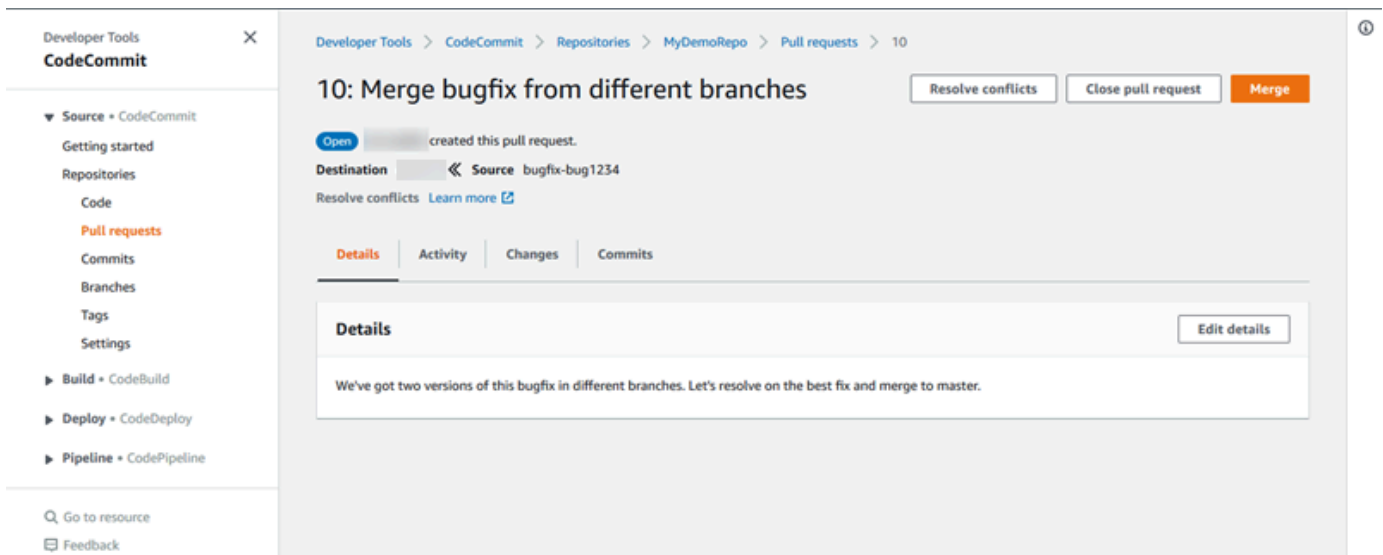 Developer Tools
CodeCommit
Source • CodeCommit
Getting started
Repositories
Code
Pull requests
Commits
Branches
Tags
Settings
Build • CodeBuild
Deploy • CodeDeploy
Pipeline • CodePipeline
Go to resource
Feedback
Developer Tools > CodeCommit > Repositories > MyDemoRepo > Pull requests > 10
10: Merge bugfix from different branches
Resolve conflicts
Close pull request
Merge
Open created this pull request.
Destination Source bugfix-bug1234
Resolve conflicts Learn more
Details Activity Changes Commits
Details
Edit details
We've got two versions of this bugfix in different branches. Let's resolve on the best fix and merge to master.